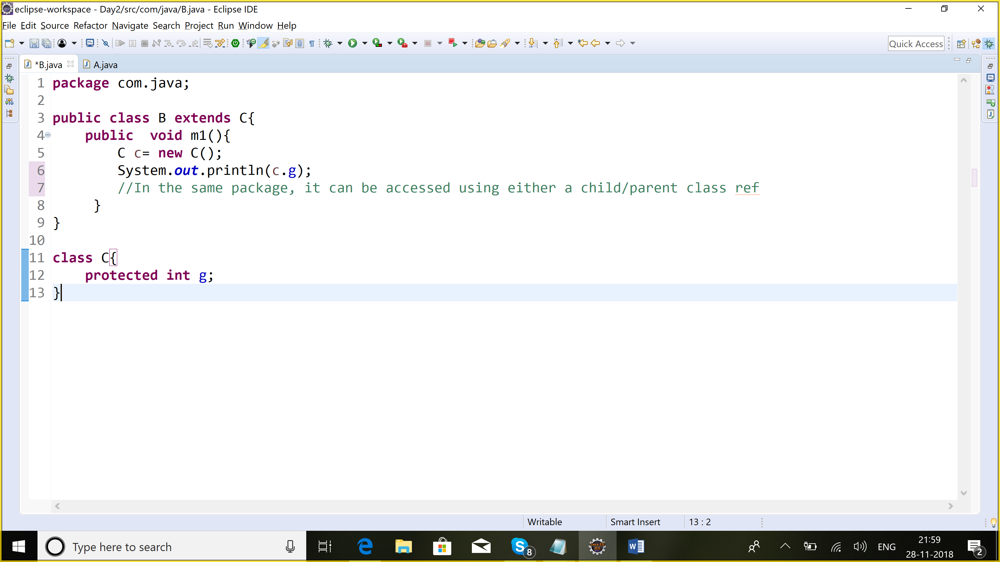 eclipse-workspace - Day2/src/com/java/B.java - Eclipse IDE
File Edit Source Refactor Navigate Search Project Run Window Help
Quick Access
*B.java A.java
1 package com.java;
2
3 public class B extends C{
4 public  void m1(){
5 C c= new C();
6 System.out.println(c.g);
7 //In the same package, it can be accessed using either a child/parent class ref
8 }
9 }
10
11 class C{
12 protected int g;
13 }
Writable Smart Insert 13 : 2
Type here to search
8
Java EE
IDE
W
ENG
21:59
28-11-2018
2